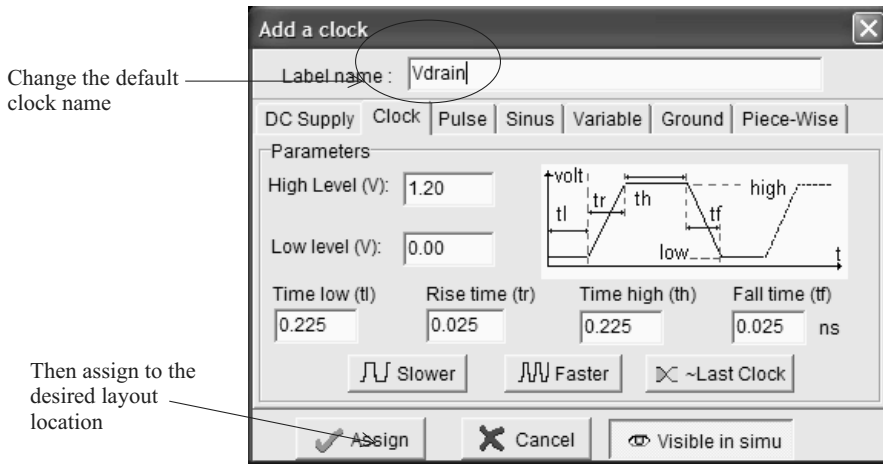 Add a clock
Change the default
clock name
Label name : Vdrain
DC Supply Clock Pulse Sinus Variable Ground Piece-Wise
Parameters
High Level (V): 1.20
volt
tl tr th tf high
Low level (V): 0.00
low t
Time low (tl) Rise time (tr) Time high (th) Fall time (tf)
0.225 0.025 0.225 0.025 ns
Slower Faster ~Last Clock
Then assign to the
desired layout
location
Assign Cancel Visible in simu